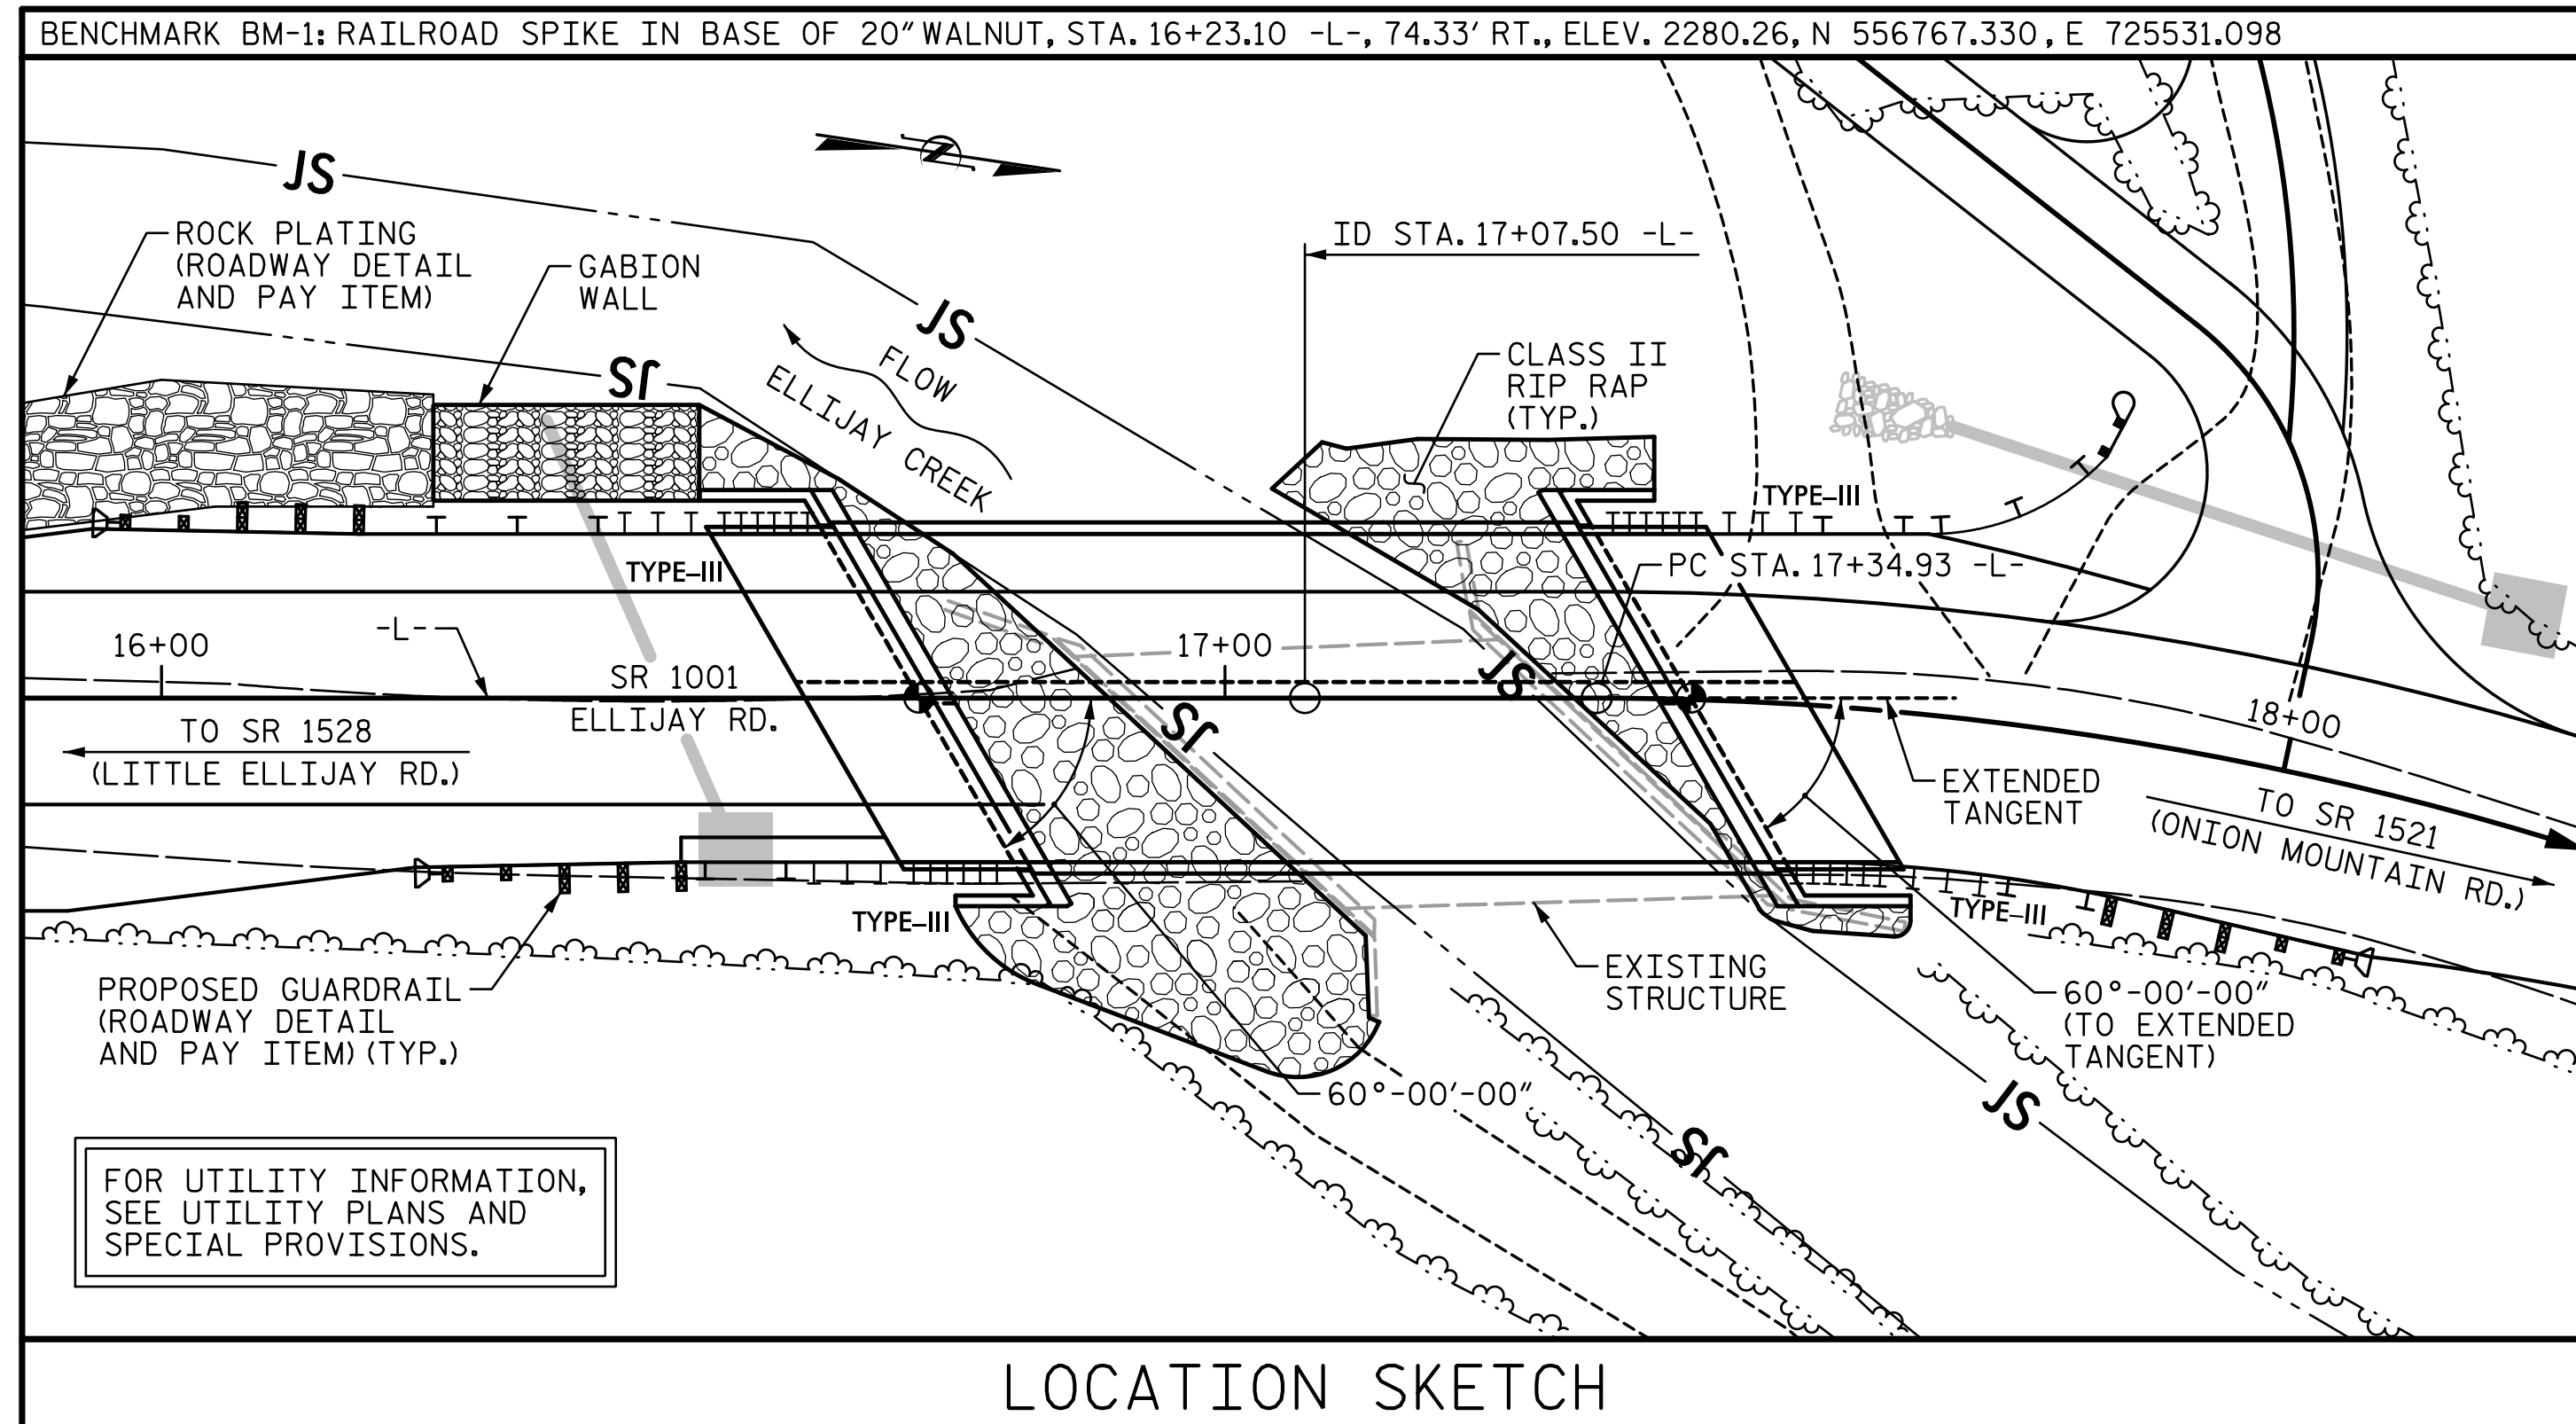 BENCHMARK BM-1: RAILROAD SPIKE IN BASE OF 20" WALNUT, STA. 16+23.10 -L-, 74.33' RT., ELEV. 2280.26, N 556767.330, E 725531.098
JS
ROCK PLATING
(ROADWAY DETAIL
AND PAY ITEM)
GABION
WALL
Z
JS
JS
FLOW
ELLIJAY CREEK
ID STA. 17+07.50 -L-
CLASS II
RIP RAP
(TYP.)
TYPE-III
TYPE-III
PC STA. 17+34.93 -L-
16+00
-L-
SR 1001
ELLIJAY RD.
17+00
JS
JS
18+00
TO SR 1528
(LITTLE ELLIJAY RD.)
EXTENDED
TANGENT
TO SR 1521
(ONION MOUNTAIN RD.)
TYPE-III
TYPE-III
PROPOSED GUARDRAIL
(ROADWAY DETAIL
AND PAY ITEM) (TYP.)
EXISTING
STRUCTURE
60°-00'-00"
(TO EXTENDED
TANGENT)
60°-00'-00"
JS
JS
FOR UTILITY INFORMATION,
SEE UTILITY PLANS AND
SPECIAL PROVISIONS.
LOCATION SKETCH